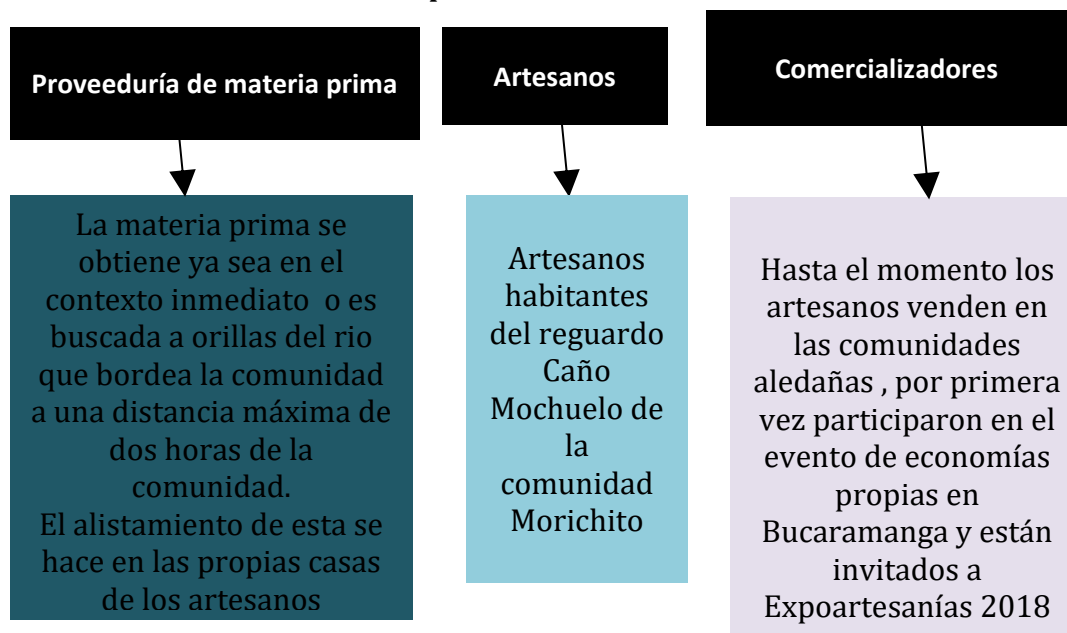 Proveeduría de materia prima
Artesanos
Comercializadores
La materia prima se
obtiene ya sea en el
contexto inmediato o es
buscada a orillas del rio
que bordea la comunidad
a una distancia máxima de
dos horas de la
comunidad.
El alistamiento de esta se
hace en las propias casas
de los artesanos
Artesanos
habitantes
del reguardo
Caño
Mochuelo de
la
comunidad
Morichito
Hasta el momento los
artesanos venden en
las comunidades
aledañas , por primera
vez participaron en el
evento de economías
propias en
Bucaramanga y están
invitados a
Expoartesanías 2018